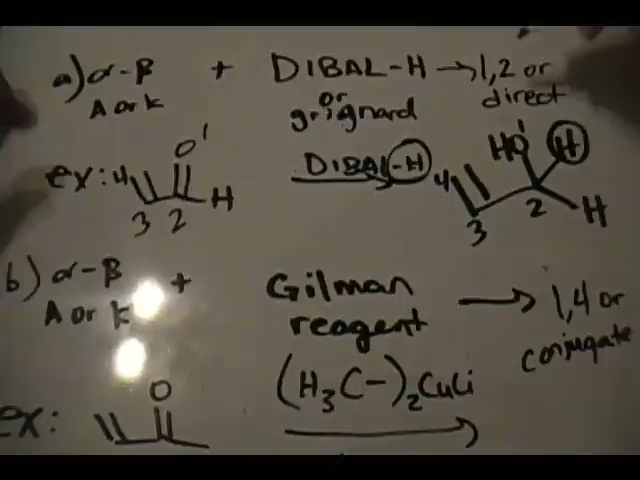 a) α-β + DIBAL-H → 1,2 or
A or k or direct
grignard
ex: 4 3 2 O 1 H DIBAL-H 4 3 2 HO 1 H H
b) α-β + Gilman → 1,4 or
A or k reagent conjugate
(H3C-)2CuLi
ex: O